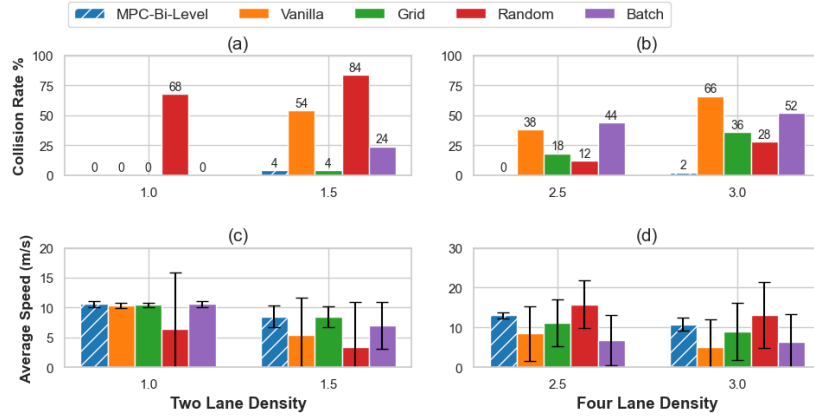 MPC-Bi-Level Vanilla Grid Random Batch
(a) (b)
Collision Rate %
100
75
50
25
0
0 0 0 68 0
4 54 4 84 24
1.0 1.5
100
75
50
25
0
0 38 18 12 44
2 66 36 28 52
2.5 3.0
(c) (d)
Average Speed (m/s)
20
15
10
5
0
1.0 1.5
Two Lane Density
30
20
10
0
2.5 3.0
Four Lane Density